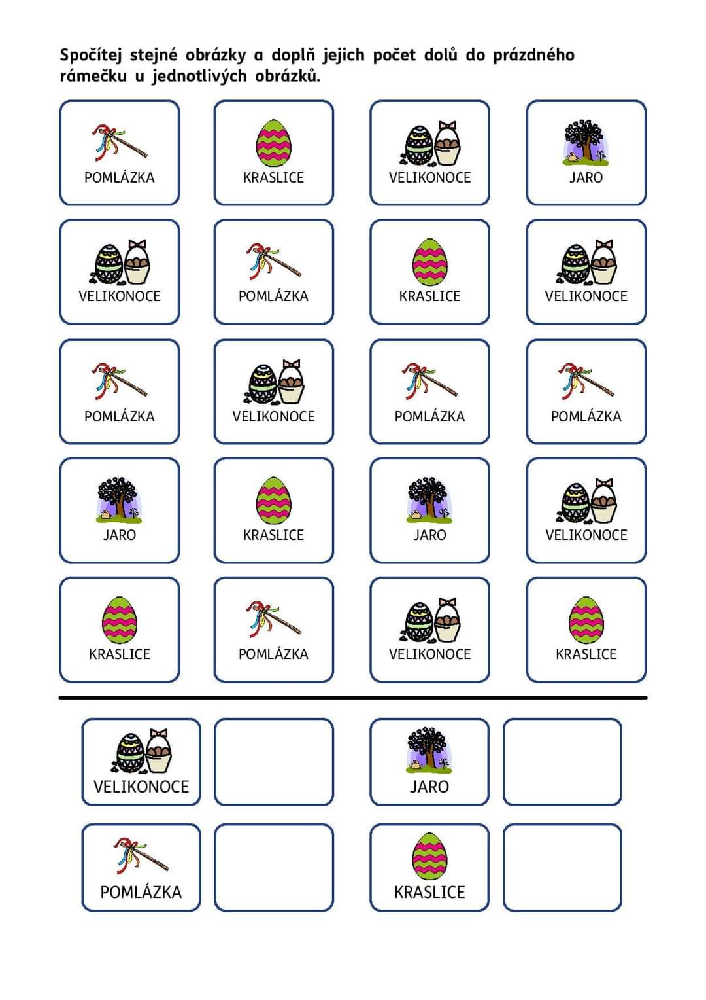 Spočítej stejné obrázky a doplň jejich počet dolů do prázdného
rámečku u jednotlivých obrázků.
POMLÁZKA KRASLICE VELIKONOCE JARO
VELIKONOCE POMLÁZKA KRASLICE VELIKONOCE
POMLÁZKA VELIKONOCE POMLÁZKA POMLÁZKA
JARO KRASLICE JARO VELIKONOCE
KRASLICE POMLÁZKA VELIKONOCE KRASLICE
VELIKONOCE JARO
POMLÁZKA KRASLICE